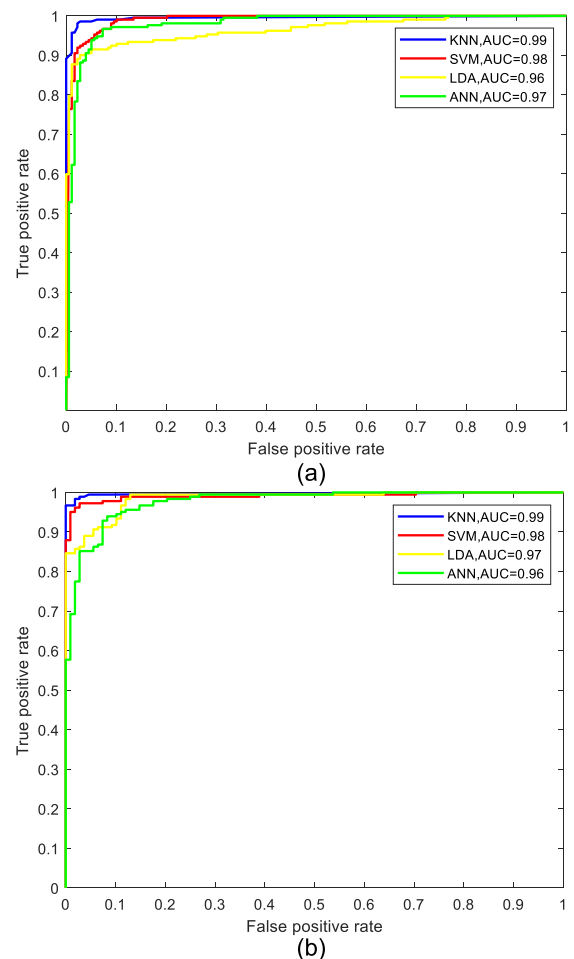 1
0.9
0.8
0.7
0.6
0.5
0.4
0.3
0.2
0.1
True positive rate
KNN,AUC=0.99
SVM,AUC=0.98
LDA,AUC=0.96
ANN,AUC=0.97
0 0.1 0.2 0.3 0.4 0.5 0.6 0.7 0.8 0.9 1
False positive rate
(a)
1
0.9
0.8
0.7
0.6
0.5
0.4
0.3
0.2
0.1
0
True positive rate
KNN,AUC=0.99
SVM,AUC=0.98
LDA,AUC=0.97
ANN,AUC=0.96
0 0.1 0.2 0.3 0.4 0.5 0.6 0.7 0.8 0.9 1
False positive rate
(b)